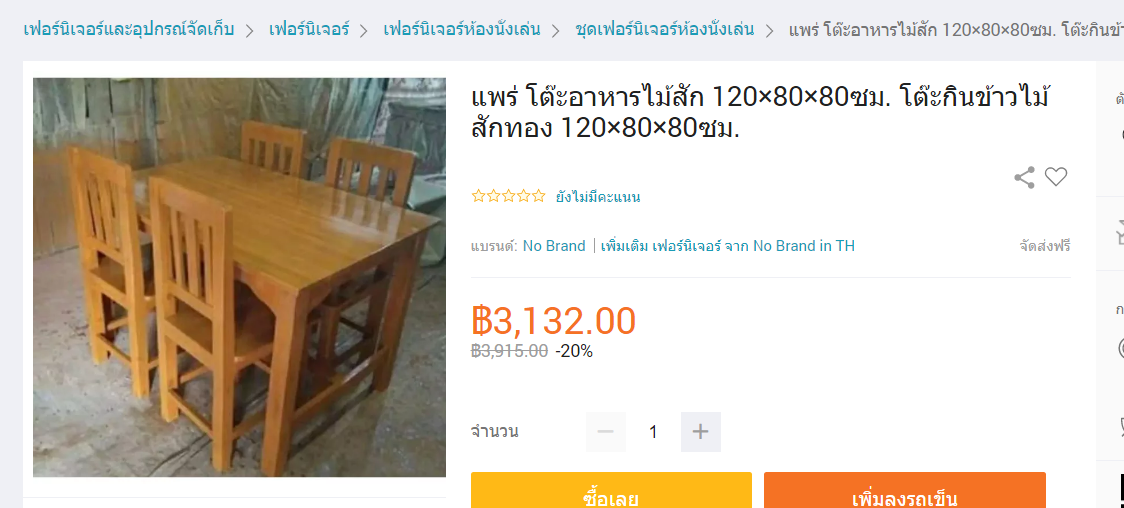 เฟอร์นิเจอร์และอุปกรณ์จัดเก็บ > เฟอร์นิเจอร์ > เฟอร์นิเจอร์ห้องนั่งเล่น > ชุดเฟอร์นิเจอร์ห้องนั่งเล่น > แพร่ โต๊ะอาหารไม้สัก 120×80×80ซม. โต๊ะกินข้า
แพร่ โต๊ะอาหารไม้สัก 120×80×80ซม. โต๊ะกินข้าวไม้
สักทอง 120×80×80ซม.
ยังไม่มีคะแนน
แบรนด์: No Brand | เพิ่มเติม เฟอร์นิเจอร์ จาก No Brand in TH
จัดส่งฟรี
฿3,132.00
฿3,915.00 -20%
จำนวน
− 1 +
ซื้อเลย
เพิ่มลงรถเข็น